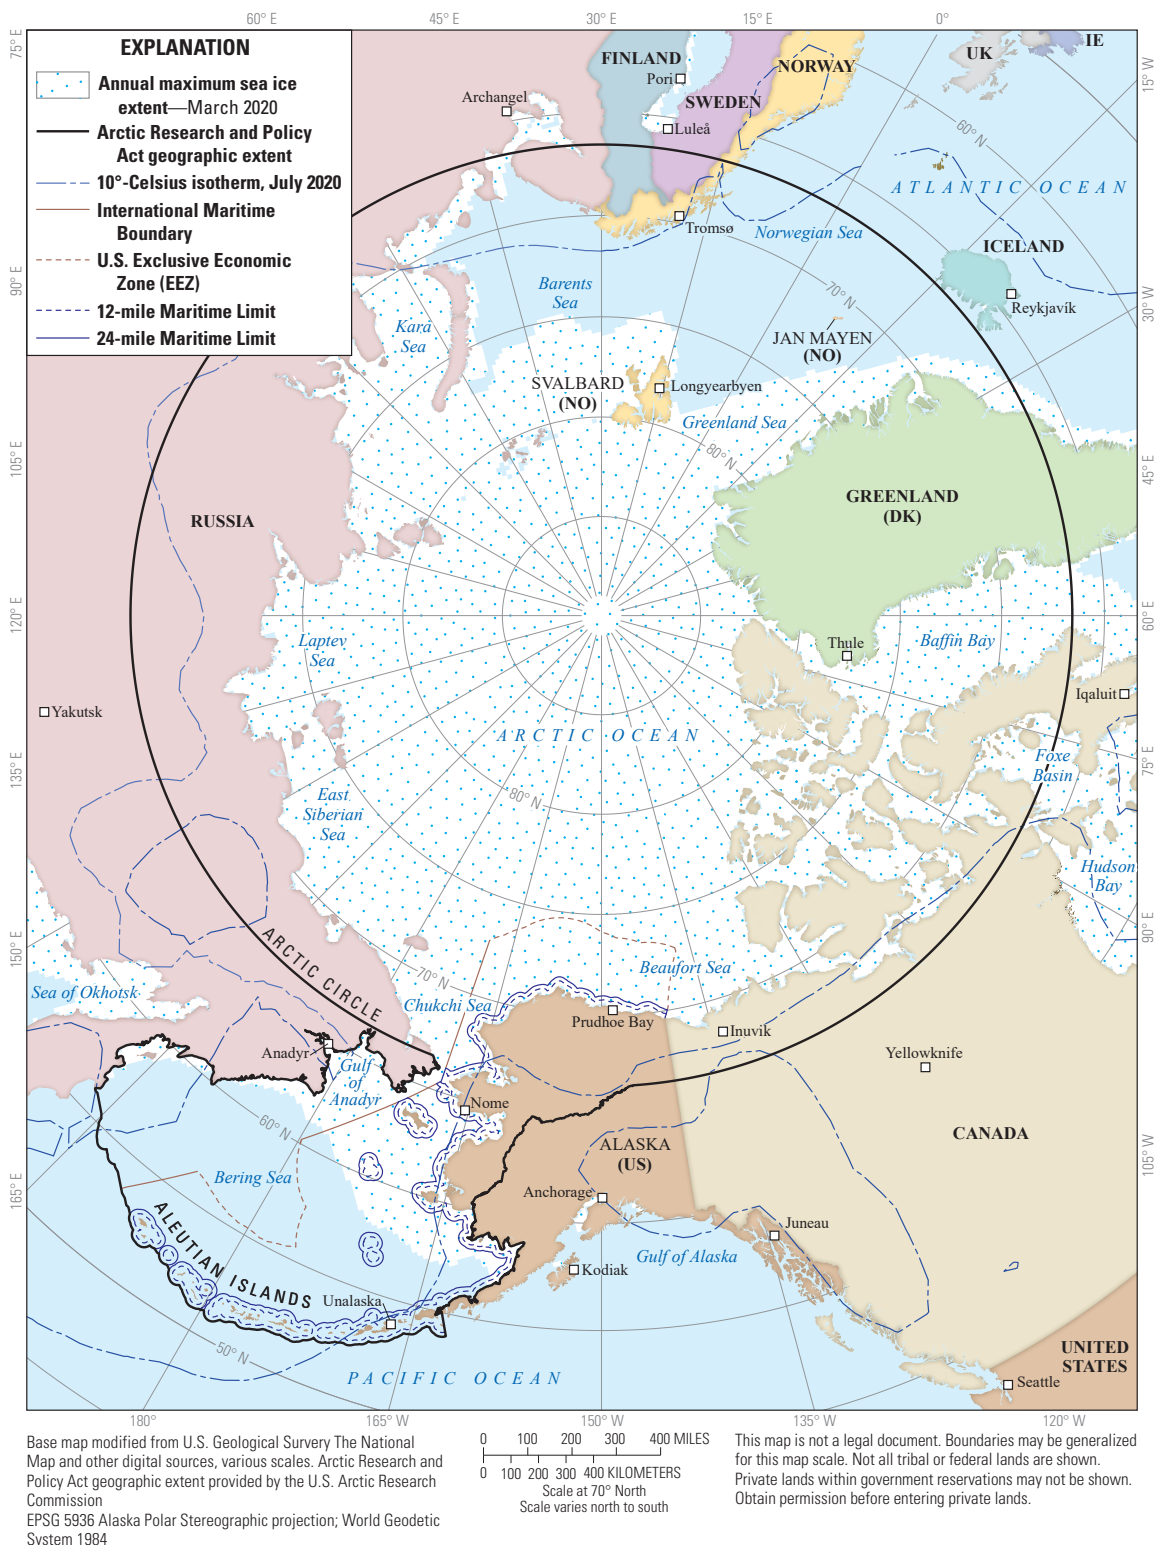 60° E
45° E
30° E
15° E
0°
75° E
EXPLANATION
Annual maximum sea ice
extent—March 2020
Arctic Research and Policy
Act geographic extent
10°-Celsius isotherm, July 2020
International Maritime
Boundary
U.S. Exclusive Economic
Zone (EEZ)
12-mile Maritime Limit
24-mile Maritime Limit
FINLAND
Pori
SWEDEN
NORWAY
UK
IE
15° W
Archangel
Luleå
60° N
ATLANTIC OCEAN
Tromsø
Norwegian Sea
ICELAND
Reykjavík
90° E
30° W
Barents
Sea
70° N
Kara
Sea
JAN MAYEN
(NO)
SVALBARD
(NO)
Longyearbyen
Greenland Sea
80° N
105° E
45° E
GREENLAND
(DK)
RUSSIA
120° E
60° E
Laptev
Sea
Thule
Baffin Bay
Iqaluit
Yakutsk
ARCTIC OCEAN
135° E
75° E
Foxe
Basin
East
Siberian
Sea
80° N
Hudson
Bay
150° E
90° E
ARCTIC CIRCLE
70° N
Beaufort Sea
Sea of Okhotsk
Chukchi Sea
Prudhoe Bay
Inuvik
Anadyr
Gulf
of
Anadyr
Yellowknife
Nome
60° N
ALASKA
(US)
CANADA
105° W
165° E
Bering Sea
Anchorage
Juneau
ALEUTIAN ISLANDS
Gulf of Alaska
Kodiak
Unalaska
50° N
PACIFIC OCEAN
UNITED
STATES
Seattle
180°
165° W
150° W
135° W
120° W
Base map modified from U.S. Geological Survery The National
Map and other digital sources, various scales. Arctic Research and
Policy Act geographic extent provided by the U.S. Arctic Research
Commission
EPSG 5936 Alaska Polar Stereographic projection; World Geodetic
System 1984
0 100 200 300 400 MILES
0 100 200 300 400 KILOMETERS
Scale at 70° North
Scale varies north to south
This map is not a legal document. Boundaries may be generalized
for this map scale. Not all tribal or federal lands are shown.
Private lands within government reservations may not be shown.
Obtain permission before entering private lands.